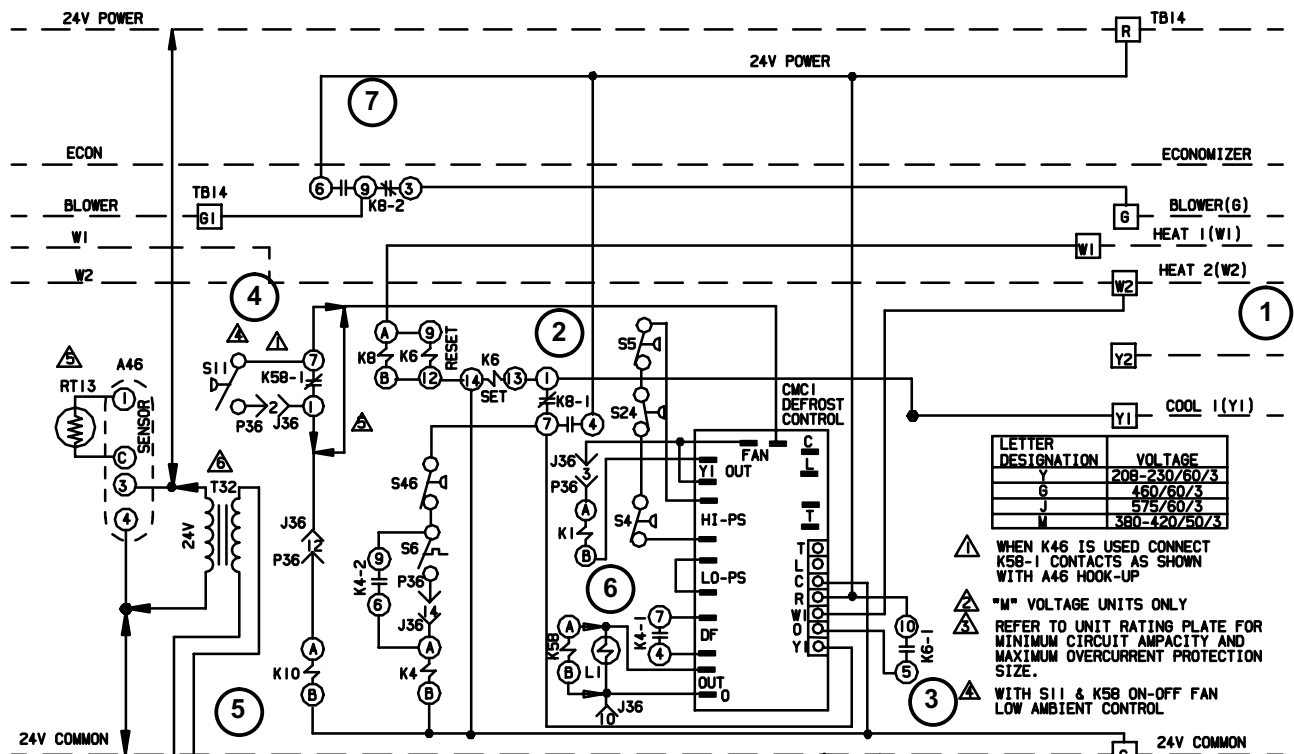 24V POWER
TB14
R
24V POWER
7
ECON
ECONOMIZER
6
9
3
TB14
K8-2
BLOWER
G1
G
BLOWER(G)
W1
W1
HEAT 1(W1)
W2
HEAT 2(W2)
W2
4
2
1
4
1
A
9
S5
5
A46
7
K8
K6
RESET
K6
Y2
S11
K58-1
RT13
B
12
14
13
1
SET
CMC1
DEFROST
CONTROL
1
2
1
K8-1
S24
COOL 1(Y1)
Y1
P36
J36
5
7
4
SENSOR
C
FAN
C
LETTER
DESIGNATION
VOLTAGE
Y
208-230/60/3
G
460/60/3
J
575/60/3
M
380-420/50/3
6
J36
3
Y1
OUT
L
3
T32
S46
P36
A
4
J36
S4
HI-PS
T
24V
12
P36
K1
S6
B
9
K4-2
6
P36
14
J36
6
LO-PS
T
L
C
R
W1
O
Y1
1
WHEN K46 IS USED CONNECT
K58-1 CONTACTS AS SHOWN
WITH A46 HOOK-UP
2
"M" VOLTAGE UNITS ONLY
3
REFER TO UNIT RATING PLATE FOR
MINIMUM CIRCUIT AMPACITY AND
MAXIMUM OVERCURRENT PROTECTION
SIZE.
4
WITH S11 & K58 ON-OFF FAN
LOW AMBIENT CONTROL
7
K4-1
4
DF
10
K6-1
5
A
K58
B
L1
OUT
O
A
K10
B
A
K4
B
J36
10
5
3
24V COMMON
C
24V COMMON